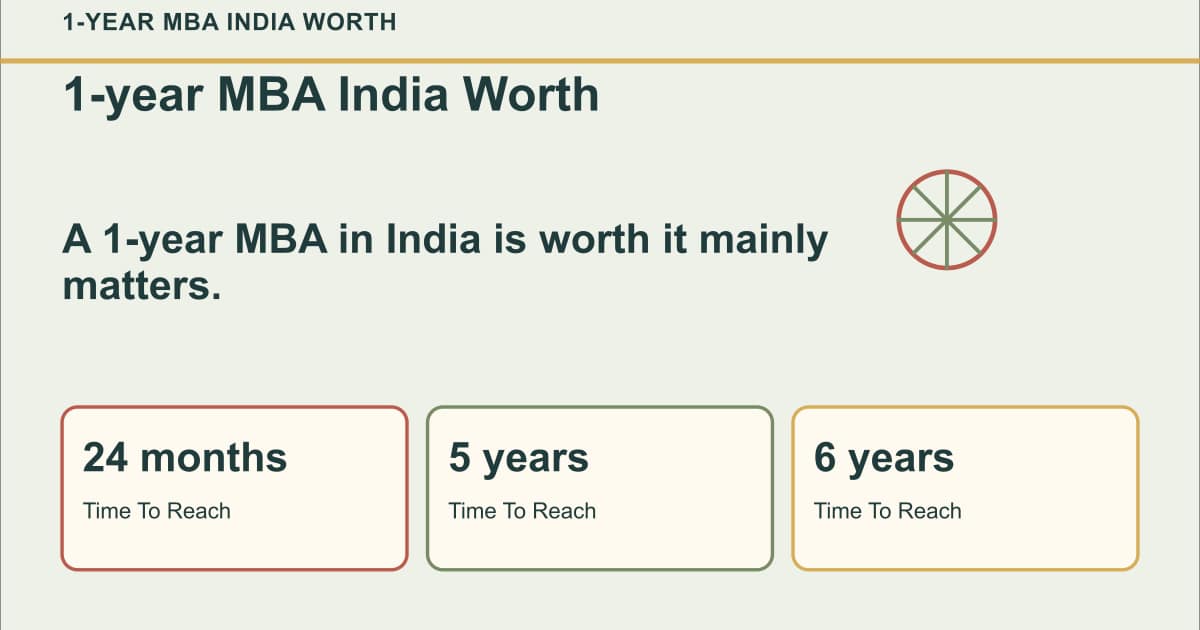 1-YEAR MBA INDIA WORTH
1-year MBA India Worth
A 1-year MBA in India is worth it mainly
matters.
24 months
Time To Reach
5 years
Time To Reach
6 years
Time To Reach